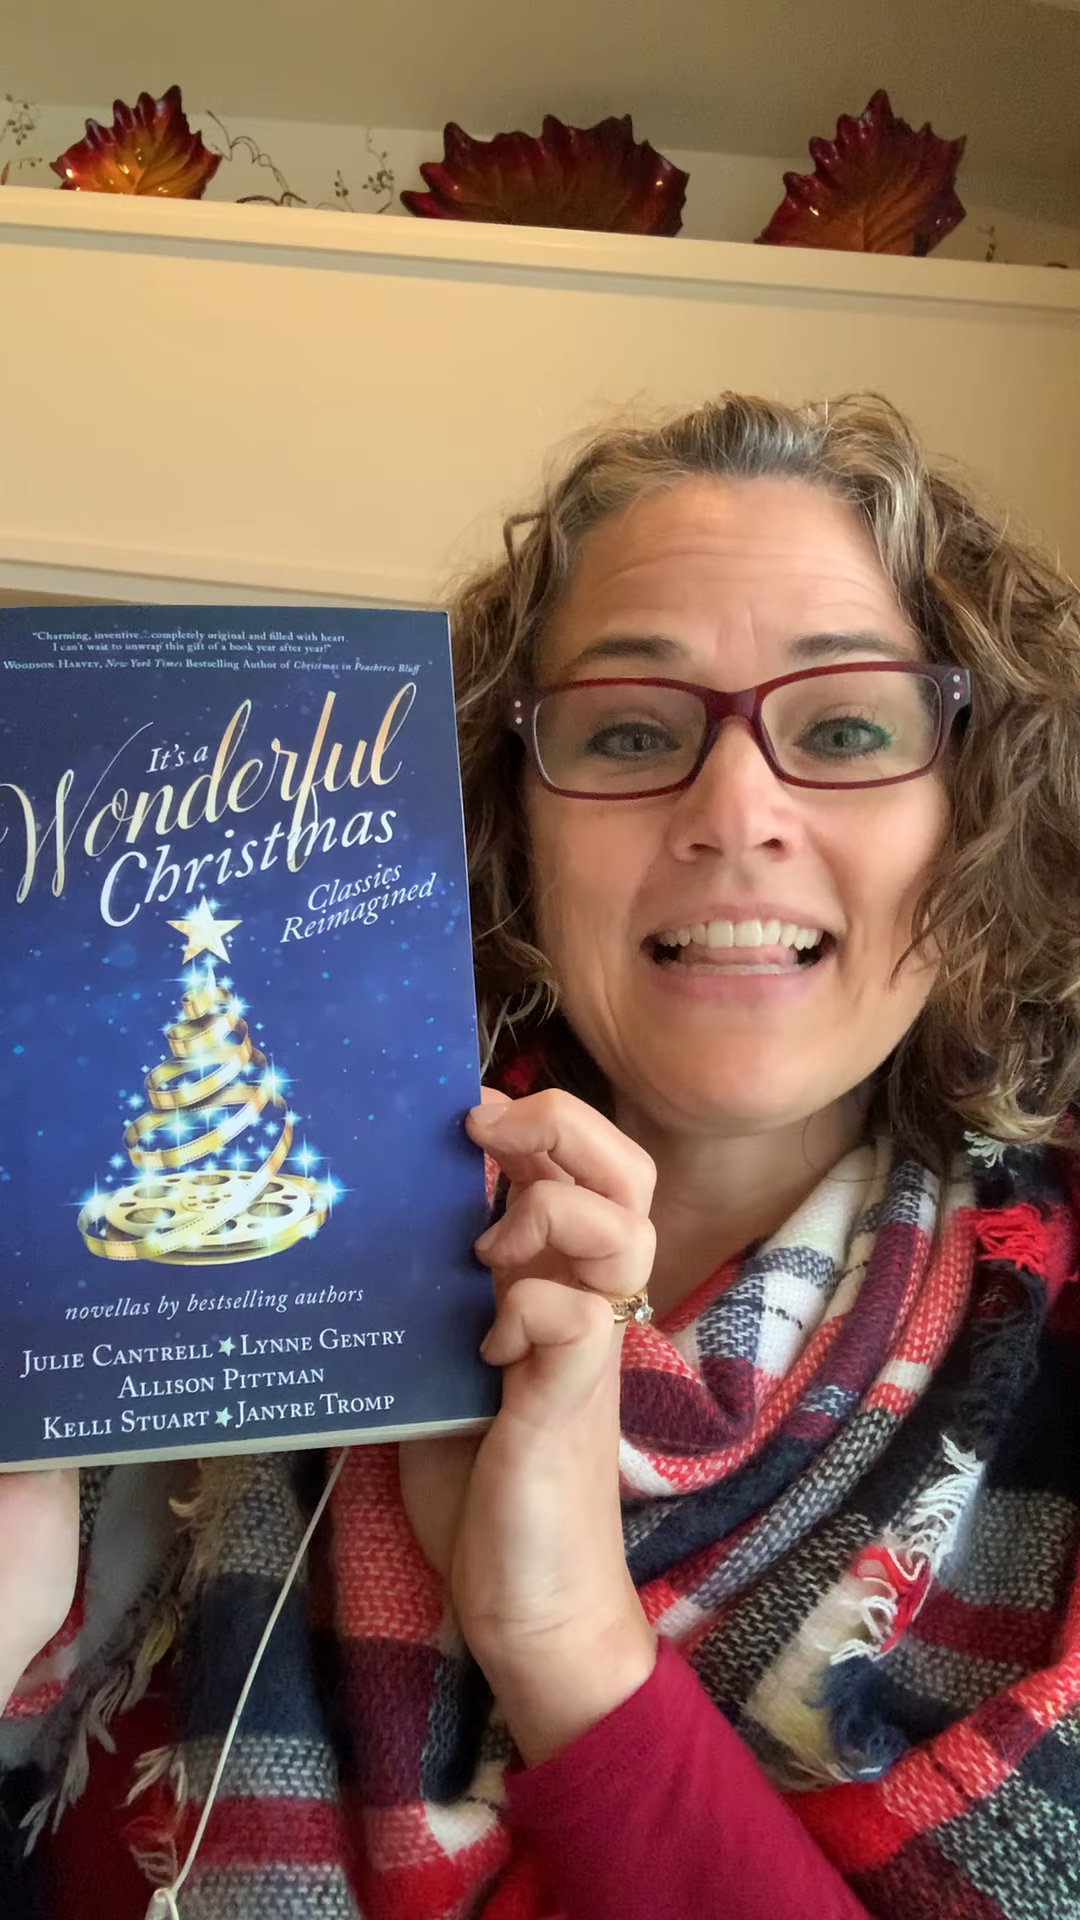 "Charming, inventive...completely original and filled with heart.
I can't wait to unwrap this gift of a book year after year!"
WOODSON HARVEY, New York Times Bestselling Author of Christmas in Peachtree Bluff
It's a
Wonderful
Christmas
Classics
Reimagined
novellas by bestselling authors
JULIE CANTRELL ★ LYNNE GENTRY
ALLISON PITTMAN
KELLI STUART ★ JANYRE TROMP